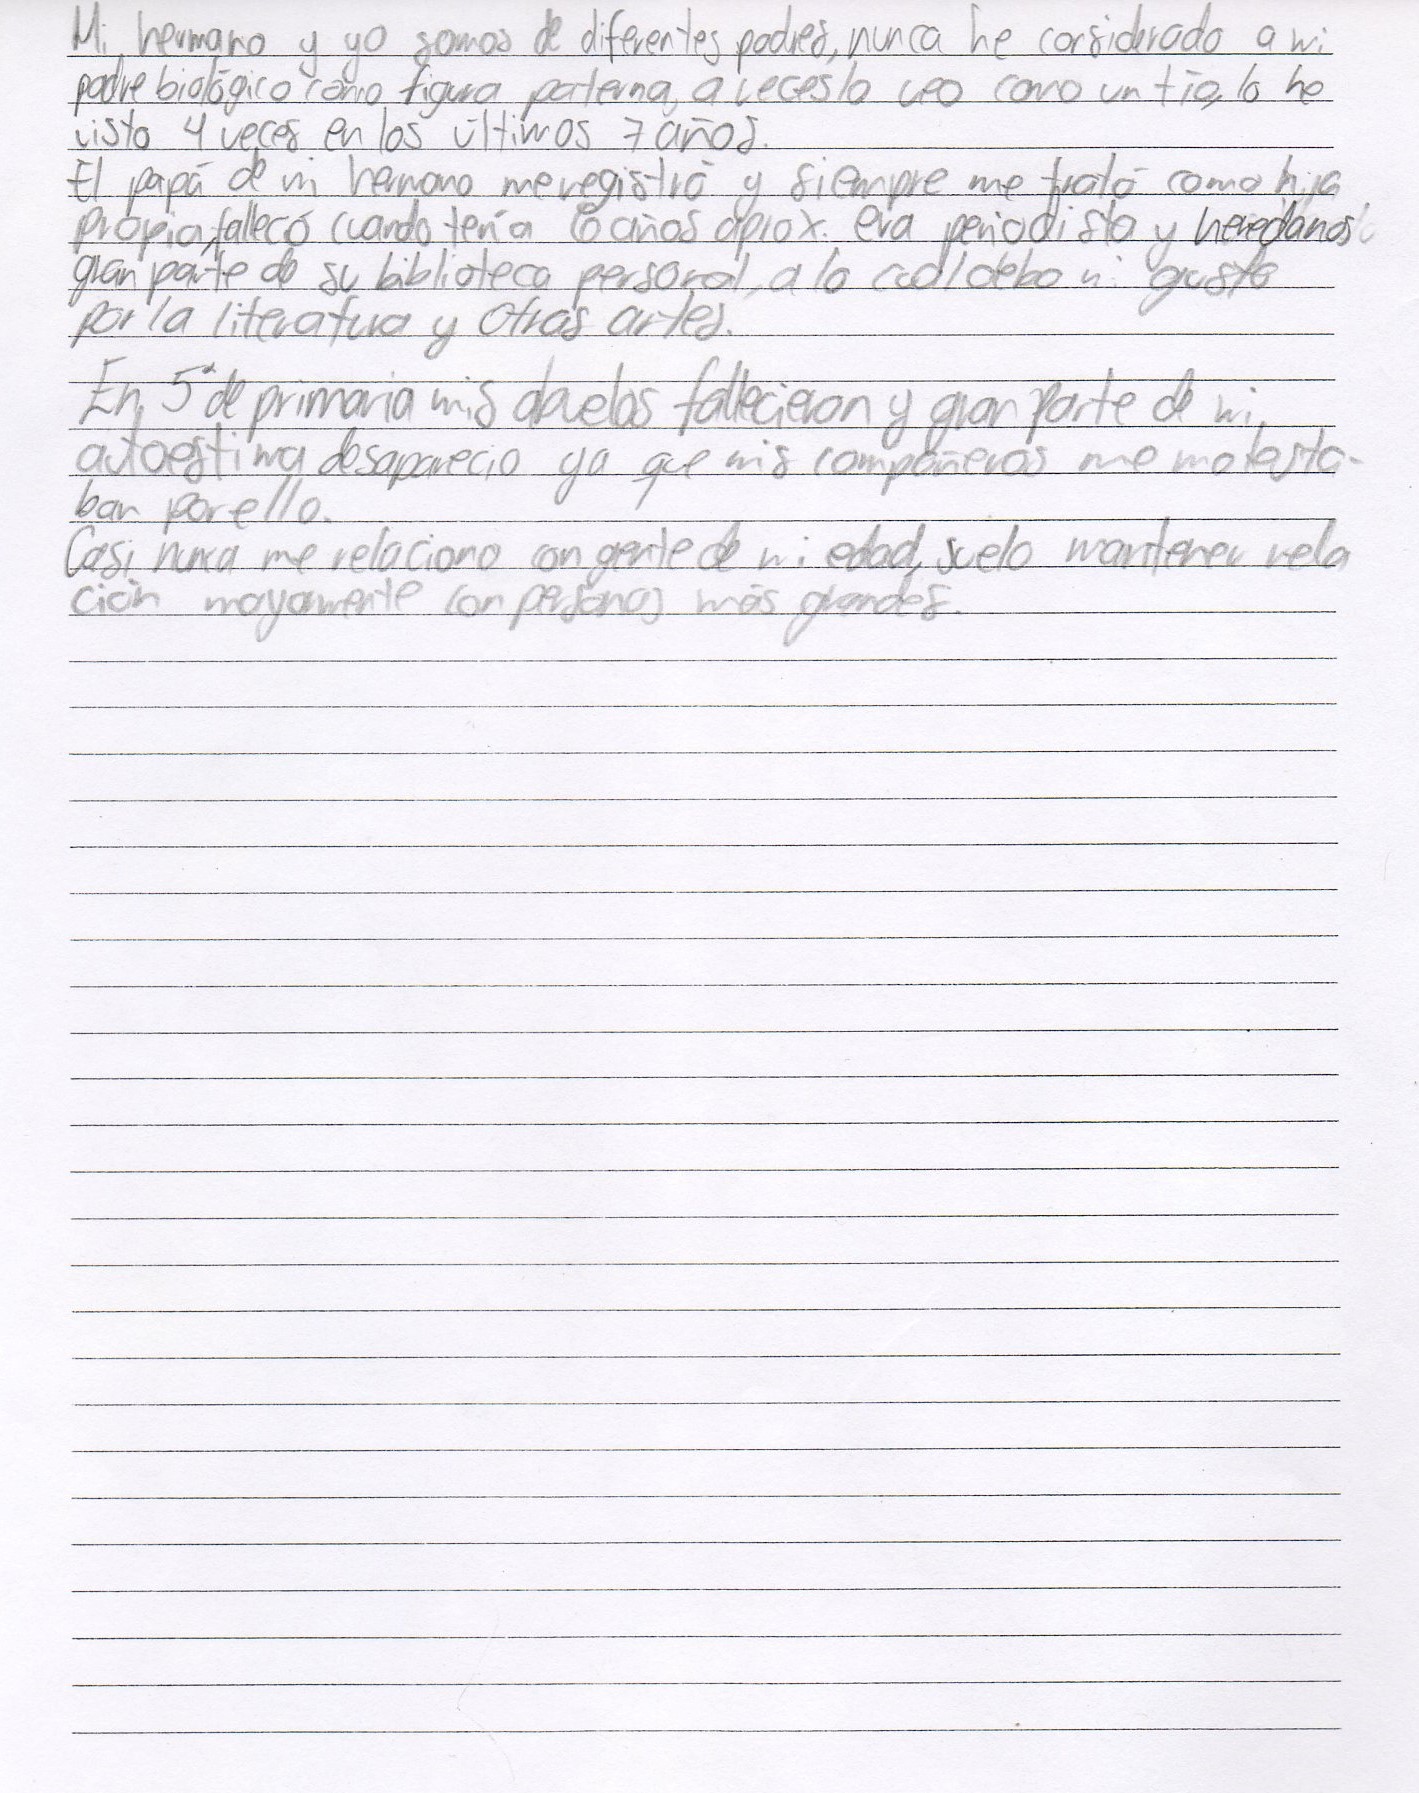 Mi hermano y yo somos de diferentes padres, nunca he considerado a mi
padre biológico como figura paterna, a veces lo veo como un tío, lo he
visto 4 veces en los últimos 7 años.
El papá de mi hermano me registró y siempre me trató como hija
propia, falleció cuando tenía 6 años aprox. era periodista y heredamos
gran parte de su biblioteca personal, a lo cual debo mi gusto
por la literatura y otras artes.
En 5° de primaria mis abuelos fallecieron y gran parte de mi
autoestima desaparecio ya que mis compañeros me molesta-
ban por ello.
Casi nunca me relaciono con gente de mi edad, suelo mantener rela
ción mayormente con personas más grandes.